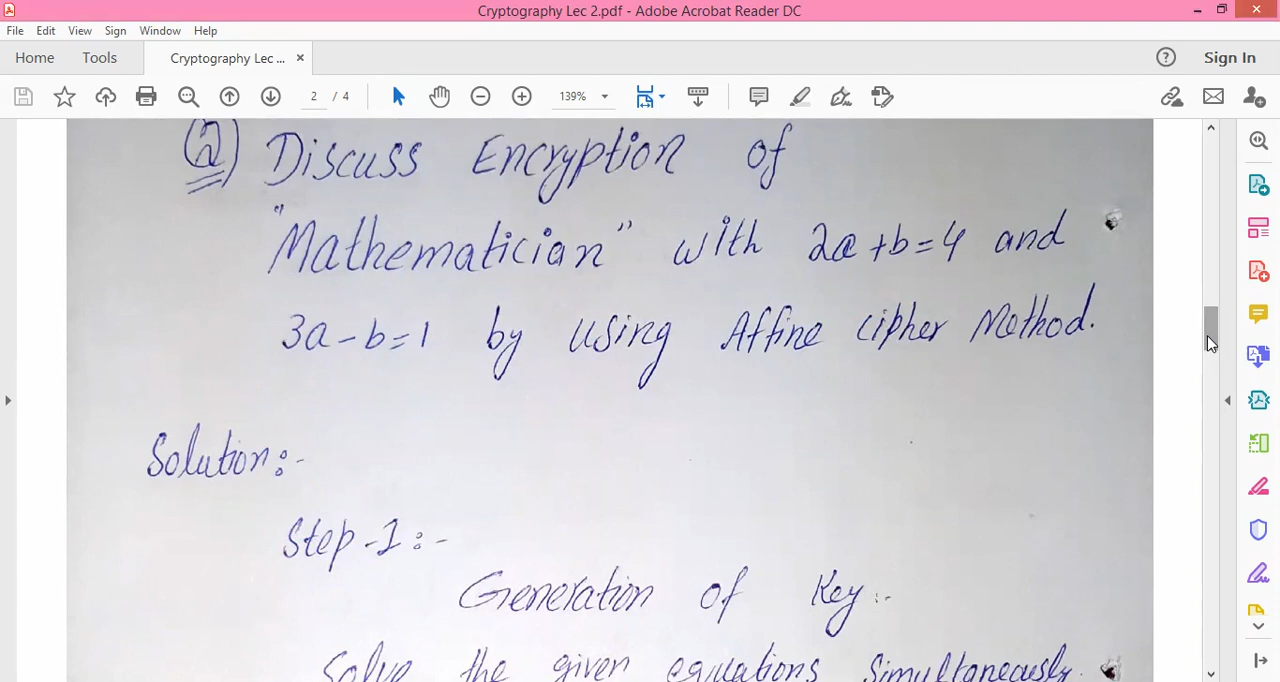 Cryptography Lec 2.pdf - Adobe Acrobat Reader DC
File Edit View Sign Window Help
Home Tools Cryptography Lec ... × Sign In
2 / 4 139%
Q) Discuss Encryption of
"Mathematician" with 2a+b=4 and
3a-b=1 by using Affine Cipher Method.
Solution:-
Step-1:-
Generation of Key:-
Solve the given equations simultaneously.